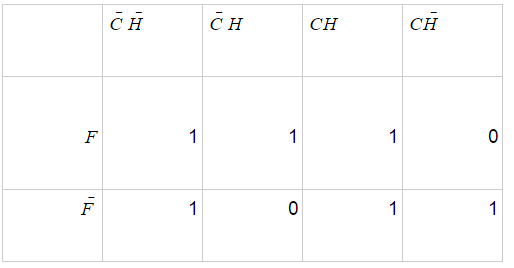 C̄ H̄ C̄ H CH CH̄
F 1 1 1 0
F̄ 1 0 1 1